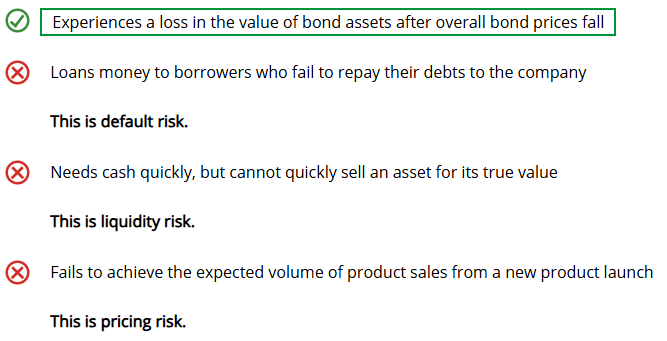 Experiences a loss in the value of bond assets after overall bond prices fall
Loans money to borrowers who fail to repay their debts to the company
This is default risk.
Needs cash quickly, but cannot quickly sell an asset for its true value
This is liquidity risk.
Fails to achieve the expected volume of product sales from a new product launch
This is pricing risk.